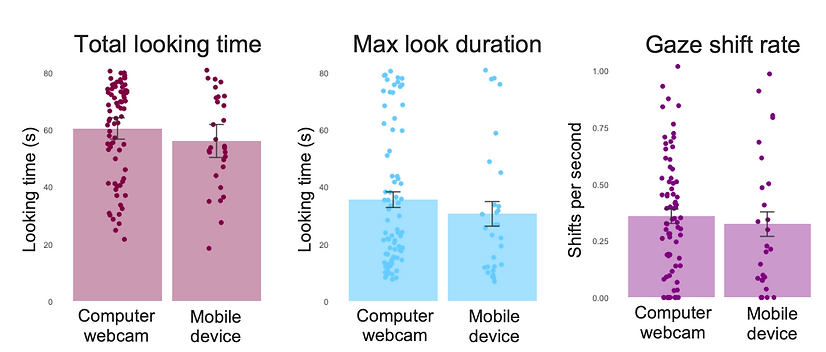 Total looking time
Looking time (s)
80
60
40
20
0
Computer
webcam
Mobile
device
Max look duration
Looking time (s)
80
60
40
20
0
Computer
webcam
Mobile
device
Gaze shift rate
Shifts per second
1.00
0.75
0.50
0.25
0.00
Computer
webcam
Mobile
device